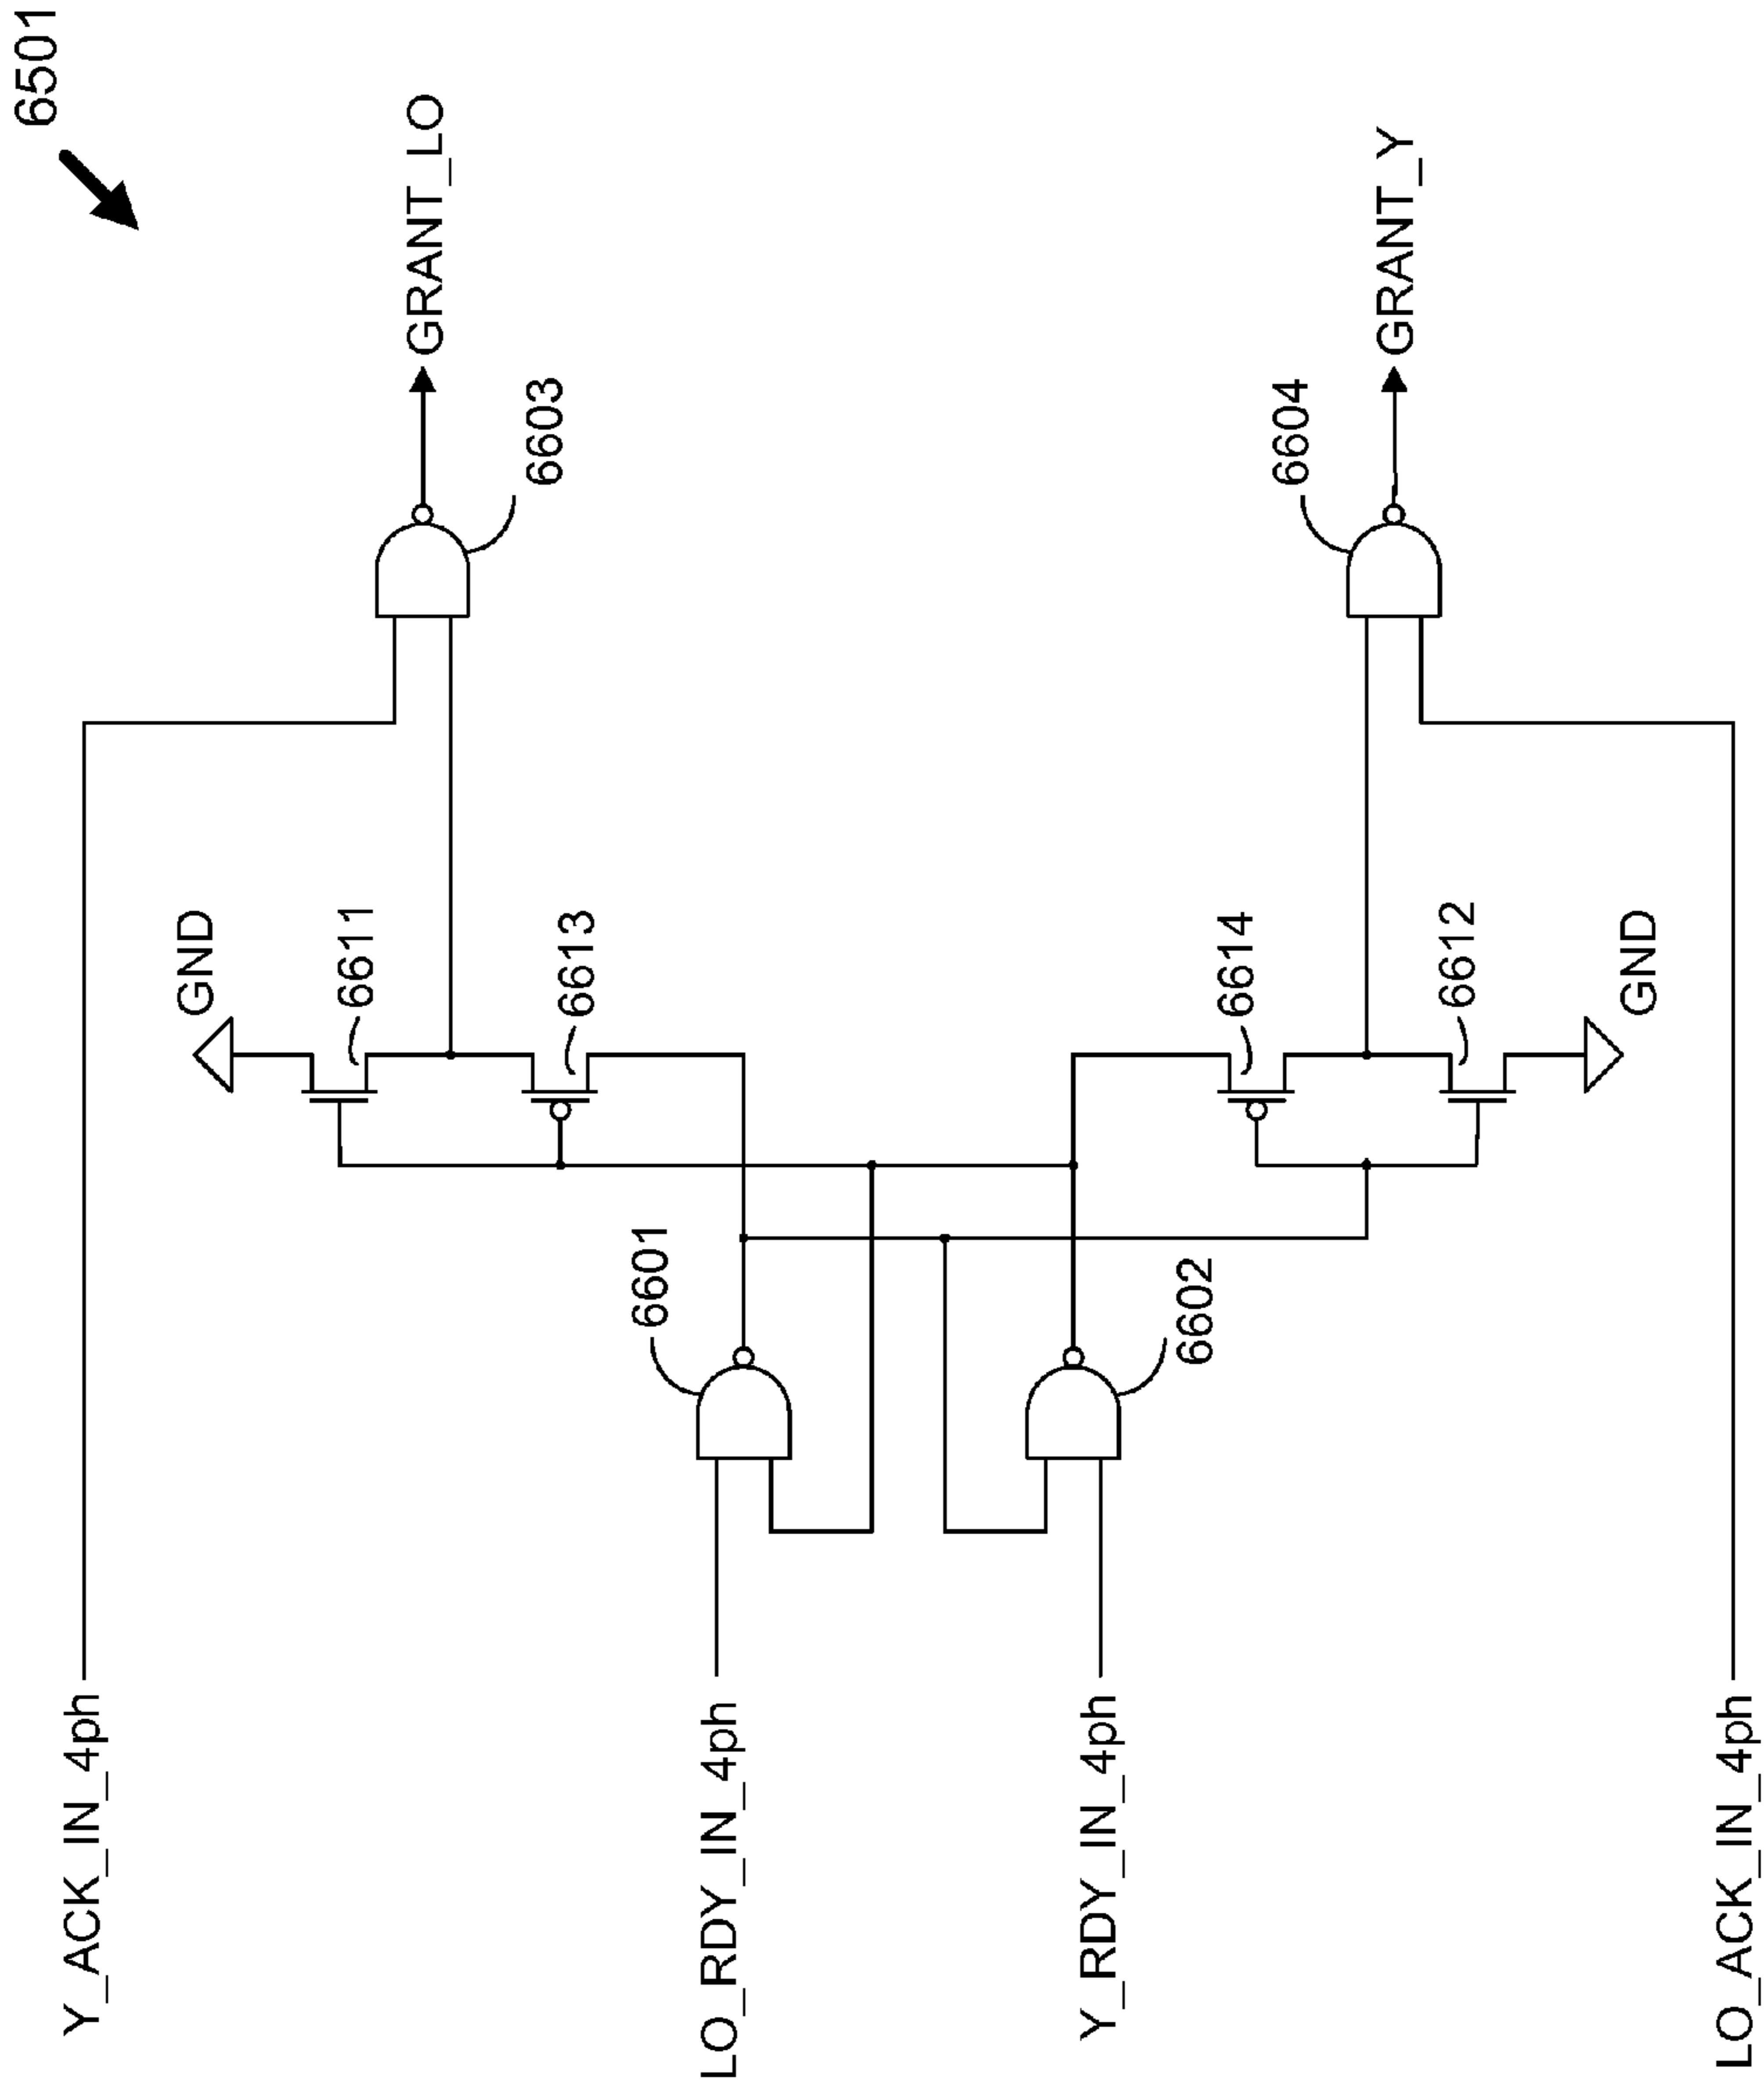 6501
Y_ACK_IN_4ph
GND
6611
6613
GRANT_LO
6603
LO_RDY_IN_4ph
6601
Y_RDY_IN_4ph
6602
6614
6612
GND
6604
GRANT_Y
LO_ACK_IN_4ph